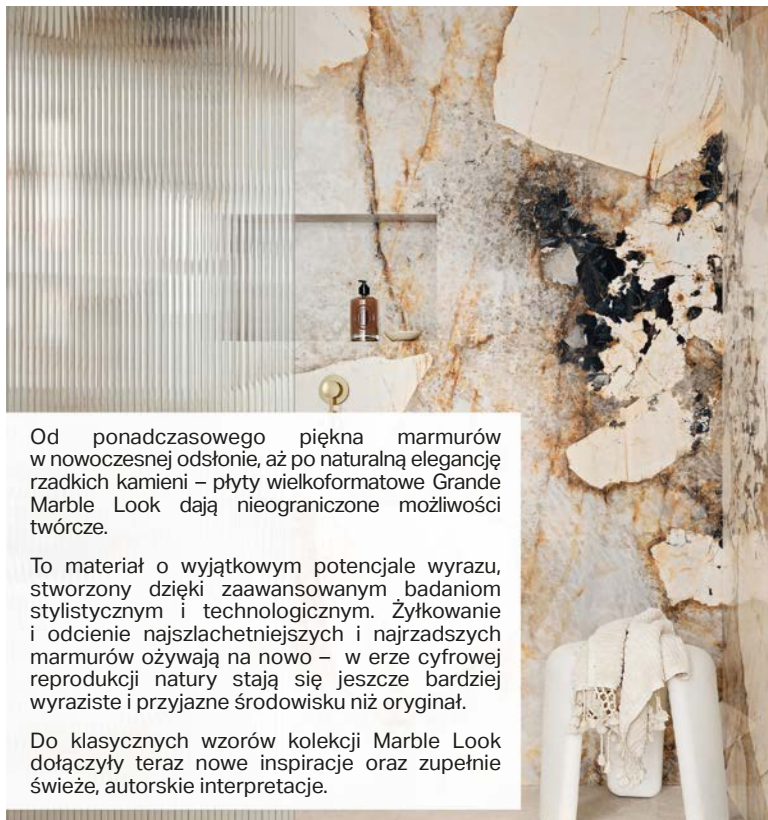 Od ponadczasowego piękna marmurów
w nowoczesnej odsłonie, aż po naturalną elegancję
rzadkich kamieni – płyty wielkoformatowe Grande
Marble Look dają nieograniczone możliwości
twórcze.
To materiał o wyjątkowym potencjale wyrazu,
stworzony dzięki zaawansowanym badaniom
stylistycznym i technologicznym. Żyłkowanie
i odcienie najszlachetniejszych i najrzadszych
marmurów ożywają na nowo – w erze cyfrowej
reprodukcji natury stają się jeszcze bardziej
wyraziste i przyjazne środowisku niż oryginał.
Do klasycznych wzorów kolekcji Marble Look
dołączyły teraz nowe inspiracje oraz zupełnie
świeże, autorskie interpretacje.